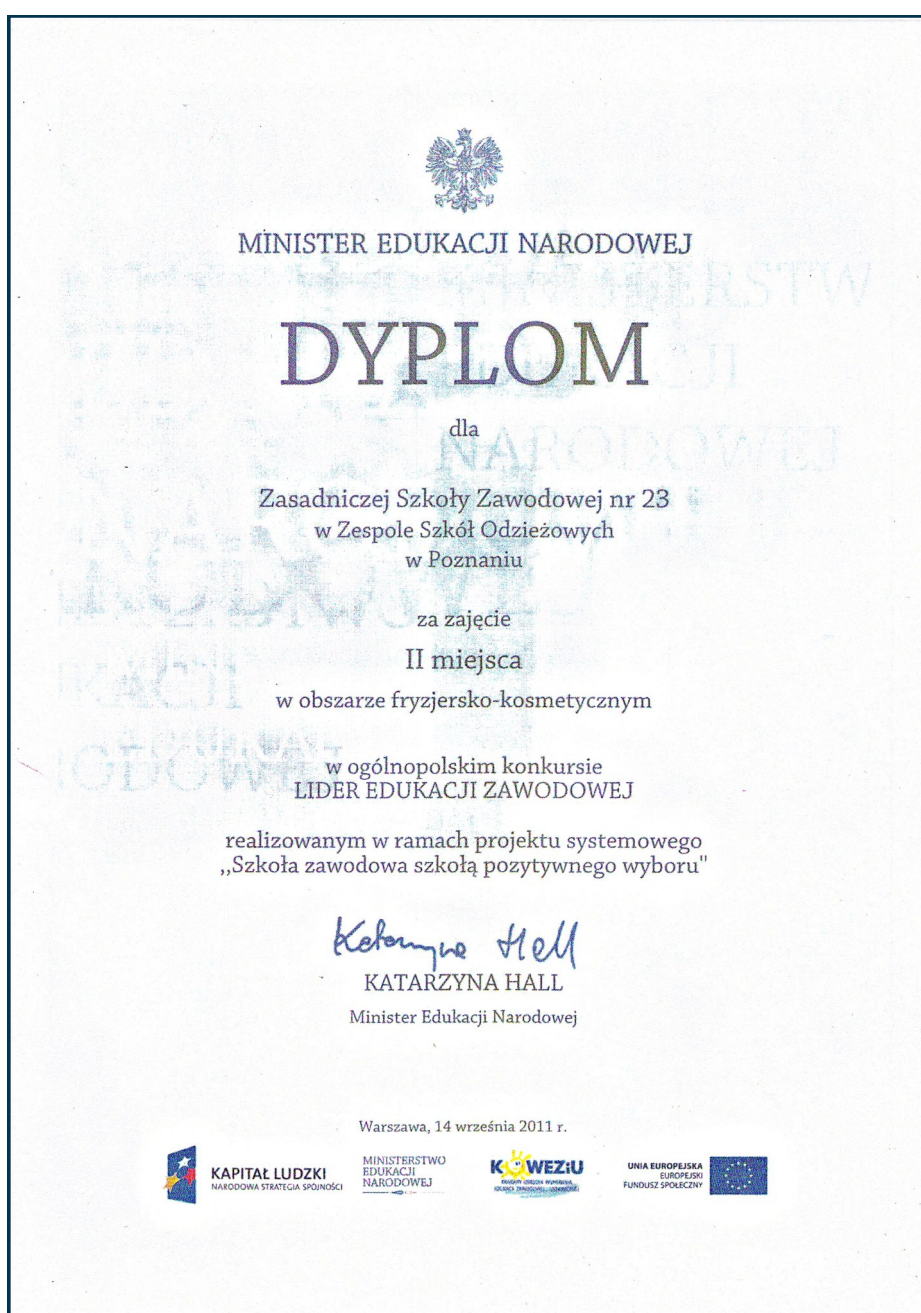 MINISTER EDUKACJI NARODOWEJ
DYPLOM
dla
Zasadniczej Szkoły Zawodowej nr 23
w Zespole Szkół Odzieżowych
w Poznaniu
za zajęcie
II miejsca
w obszarze fryzjersko-kosmetycznym
w ogólnopolskim konkursie
LIDER EDUKACJI ZAWODOWEJ
realizowanym w ramach projektu systemowego
,,Szkoła zawodowa szkołą pozytywnego wyboru"
Katarzyna Hall
KATARZYNA HALL
Minister Edukacji Narodowej
Warszawa, 14 września 2011 r.
KAPITAŁ LUDZKI
NARODOWA STRATEGIA SPÓJNOŚCI
MINISTERSTWO
EDUKACJI
NARODOWEJ
KOWEZiU
UNIA EUROPEJSKA
EUROPEJSKI
FUNDUSZ SPOŁECZNY